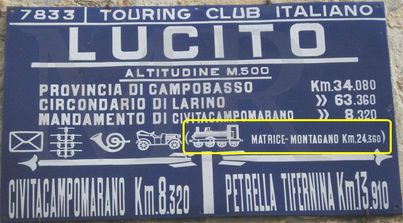 7833 TOURING CLUB ITALIANO
LUCITO
ALTITUDINE M.500
PROVINCIA DI CAMPOBASSO Km.34.080
CIRCONDARIO DI LARINO » 63.360
MANDAMENTO DI CIVITACAMPOMARANO » 8.320
(MATRICE-MONTAGANO Km.24.360)
CIVITACAMPOMARANO Km.8.320
PETRELLA TIFERNINA Km.13.910